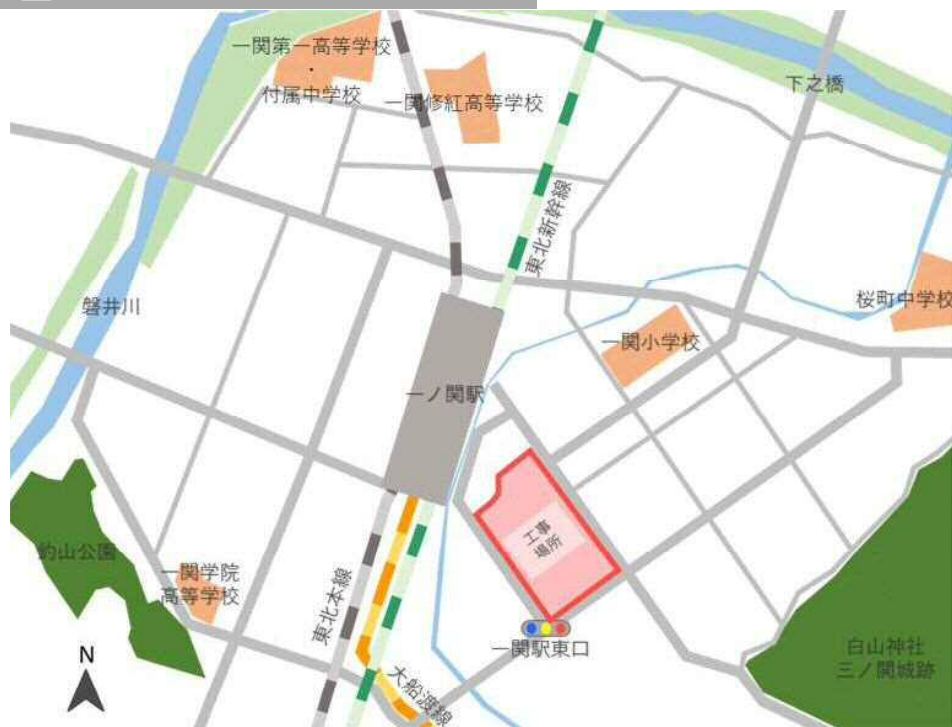 一関第一高等学校
・
付属中学校
一関修紅高等学校
下之橋
東北新幹線
磐井川
桜町中学校
一関小学校
一ノ関駅
工事
場所
釣山公園
一関学院
高等学校
東北本線
一関駅東口
大船渡線
白山神社
三ノ関城跡
N